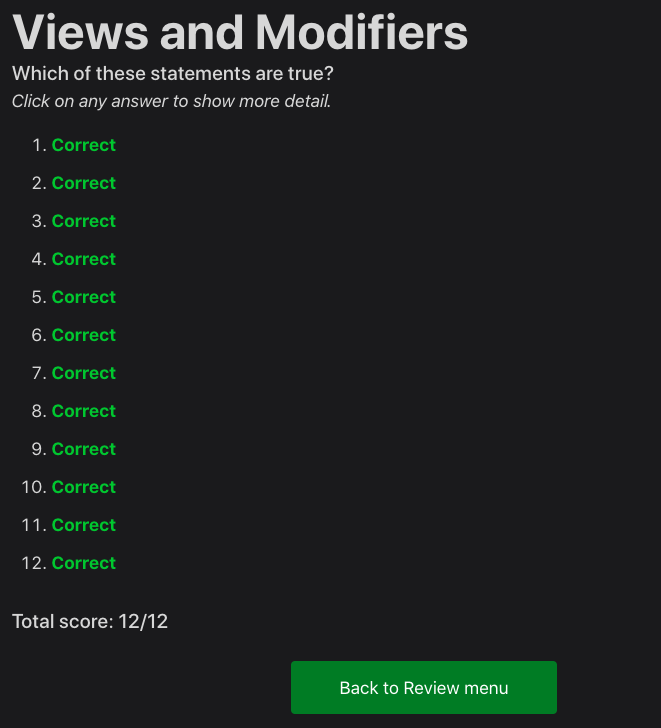 Views and Modifiers
Which of these statements are true?
Click on any answer to show more detail.
1. Correct
2. Correct
3. Correct
4. Correct
5. Correct
6. Correct
7. Correct
8. Correct
9. Correct
10. Correct
11. Correct
12. Correct
Total score: 12/12
Back to Review menu